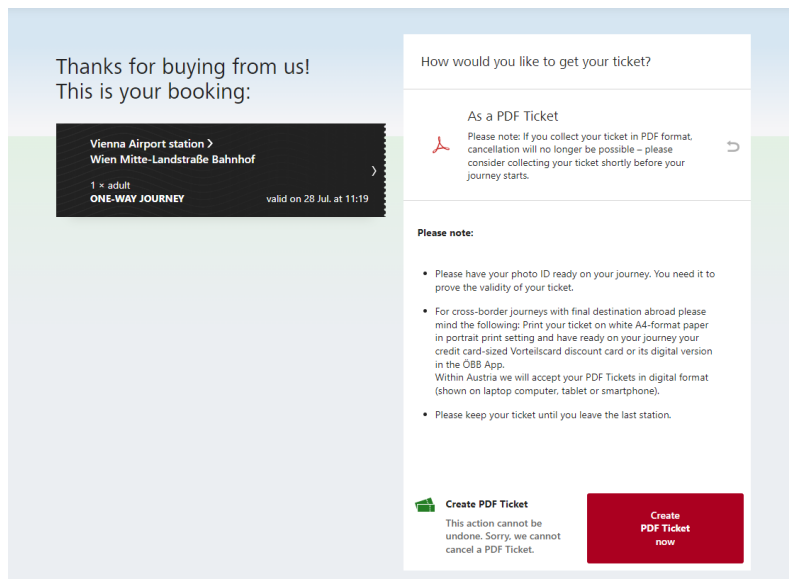 Thanks for buying from us!
This is your booking:
Vienna Airport station >
Wien Mitte-Landstraße Bahnhof
1 × adult
ONE-WAY JOURNEY valid on 28 Jul. at 11:19
How would you like to get your ticket?
As a PDF Ticket
Please note: If you collect your ticket in PDF format,
cancellation will no longer be possible – please
consider collecting your ticket shortly before your
journey starts.
Please note:
• Please have your photo ID ready on your journey. You need it to
prove the validity of your ticket.
• For cross-border journeys with final destination abroad please
mind the following: Print your ticket on white A4-format paper
in portrait print setting and have ready on your journey your
credit card-sized Vorteilscard discount card or its digital version
in the ÖBB App.
Within Austria we will accept your PDF Tickets in digital format
(shown on laptop computer, tablet or smartphone).
• Please keep your ticket until you leave the last station.
Create PDF Ticket
This action cannot be
undone. Sorry, we cannot
cancel a PDF Ticket.
Create
PDF Ticket
now